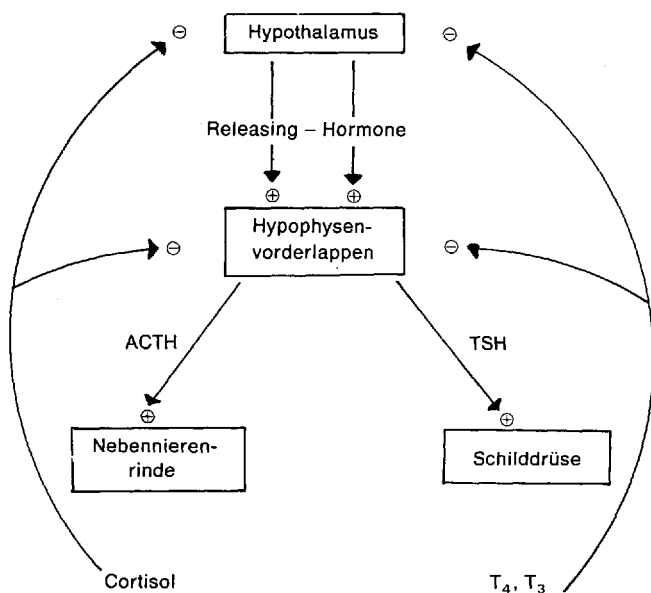 ⊖ Hypothalamus ⊖
Releasing – Hormone
⊕ ⊕
⊖ Hypophysen-
vorderlappen ⊖
ACTH TSH
⊕ ⊕
Nebennieren-
rinde
Schilddrüse
Cortisol T₄, T₃